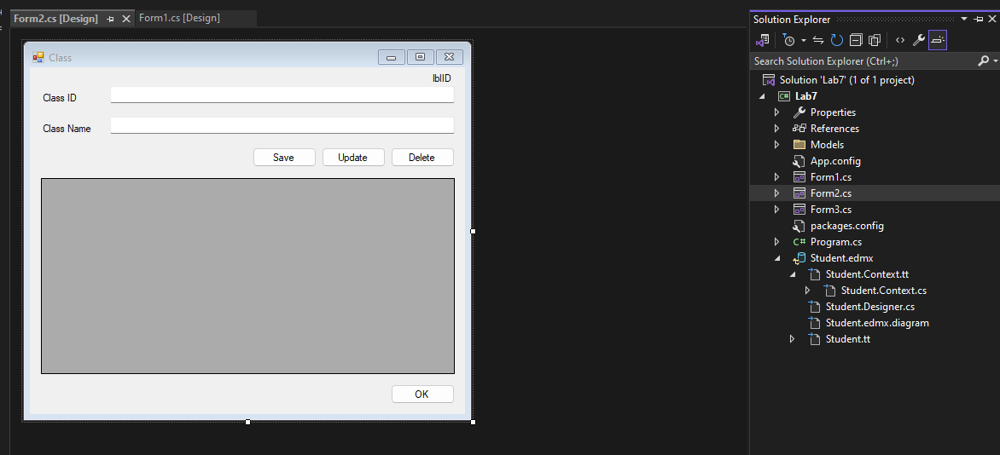 Form2.cs [Design]
Form1.cs [Design]
Class
lblID
Class ID
Class Name
Save
Update
Delete
OK
Solution Explorer
Search Solution Explorer (Ctrl+;)
Solution 'Lab7' (1 of 1 project)
C# Lab7
Properties
References
Models
App.config
Form1.cs
Form2.cs
Form3.cs
packages.config
C# Program.cs
Student.edmx
Student.Context.tt
Student.Context.cs
Student.Designer.cs
Student.edmx.diagram
Student.tt